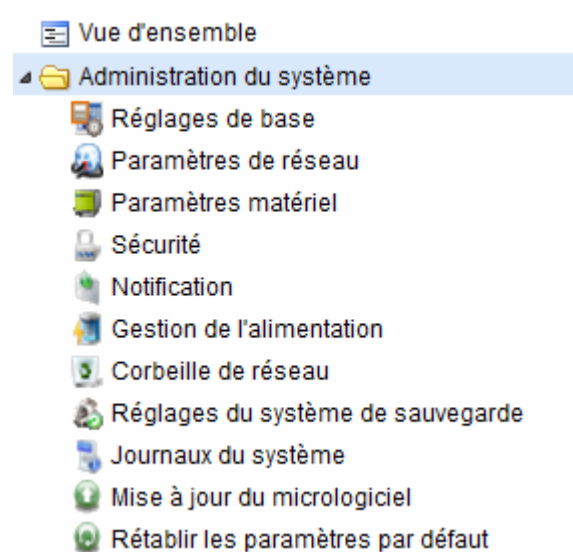 Vue d'ensemble
Administration du système
Réglages de base
Paramètres de réseau
Paramètres matériel
Sécurité
Notification
Gestion de l'alimentation
Corbeille de réseau
Réglages du système de sauvegarde
Journaux du système
Mise à jour du micrologiciel
Rétablir les paramètres par défaut